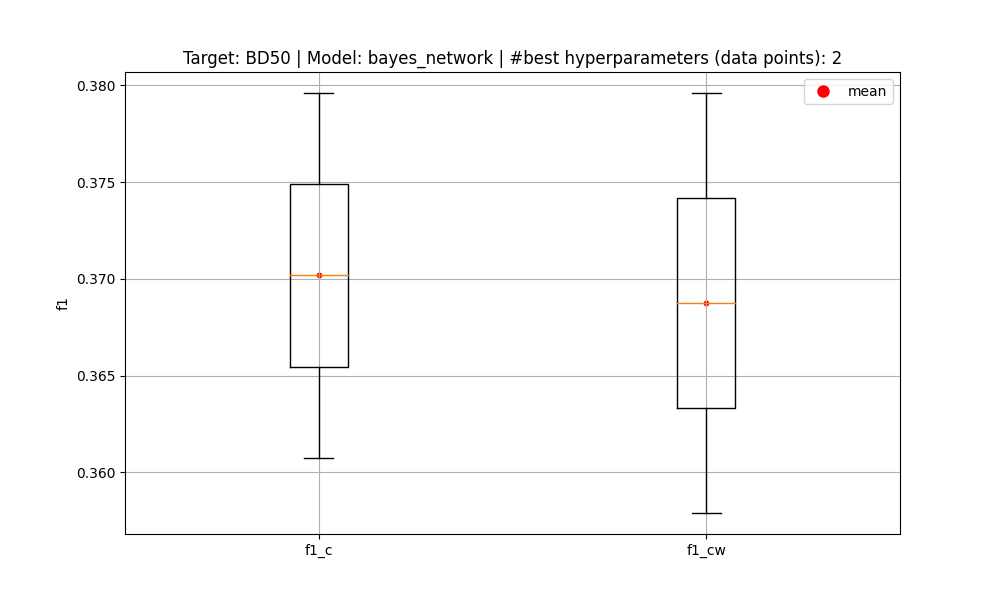 Target: BD50 | Model: bayes_network | #best hyperparameters (data points): 2
mean
0.380
0.375
0.370
0.365
0.360
f1
f1_c
f1_cw